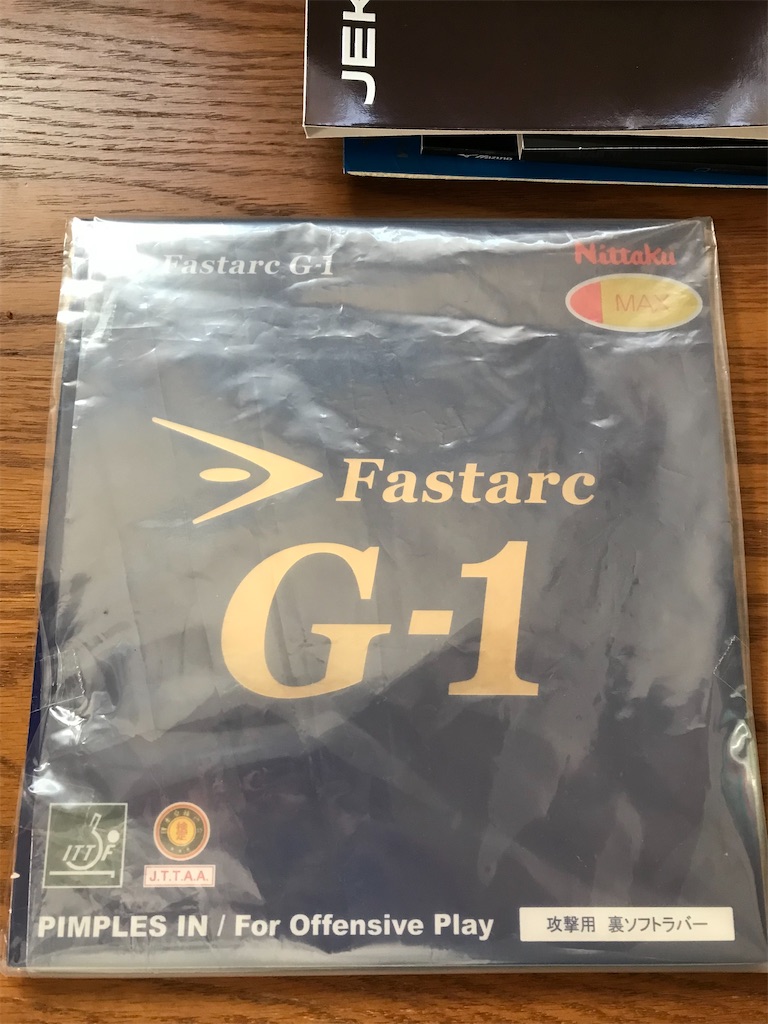 JEK
Mizuno
Fastarc G-1
Nittaku
MAX
Fastarc
G-1
ITTF
J.T.T.A.A.
PIMPLES IN / For Offensive Play
攻撃用 裏ソフトラバー